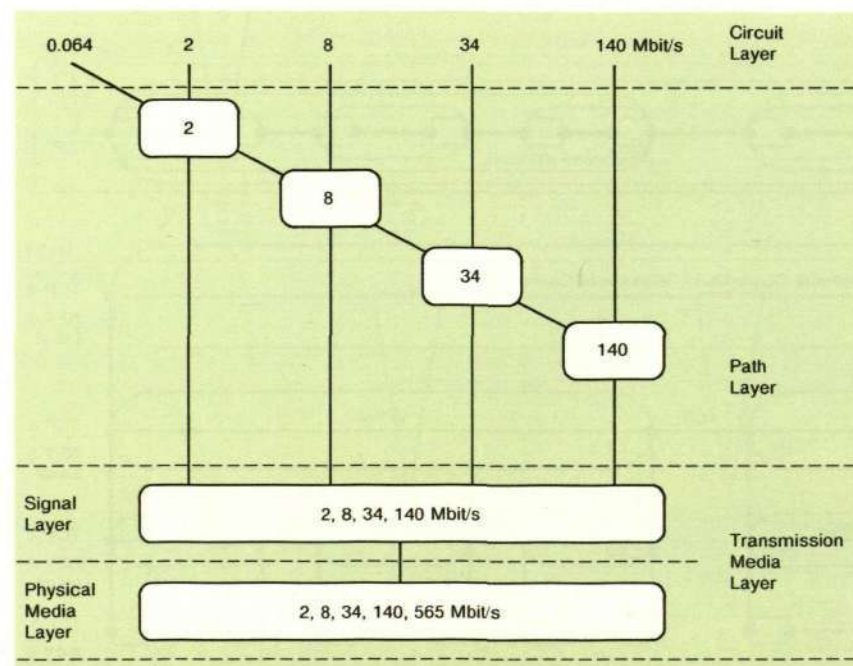 0.064 2 8 34 140 Mbit/s
Circuit
Layer
2
8
34
140
Path
Layer
Signal
Layer
2, 8, 34, 140 Mbit/s
Transmission
Media
Layer
Physical
Media
Layer
2, 8, 34, 140, 565 Mbit/s